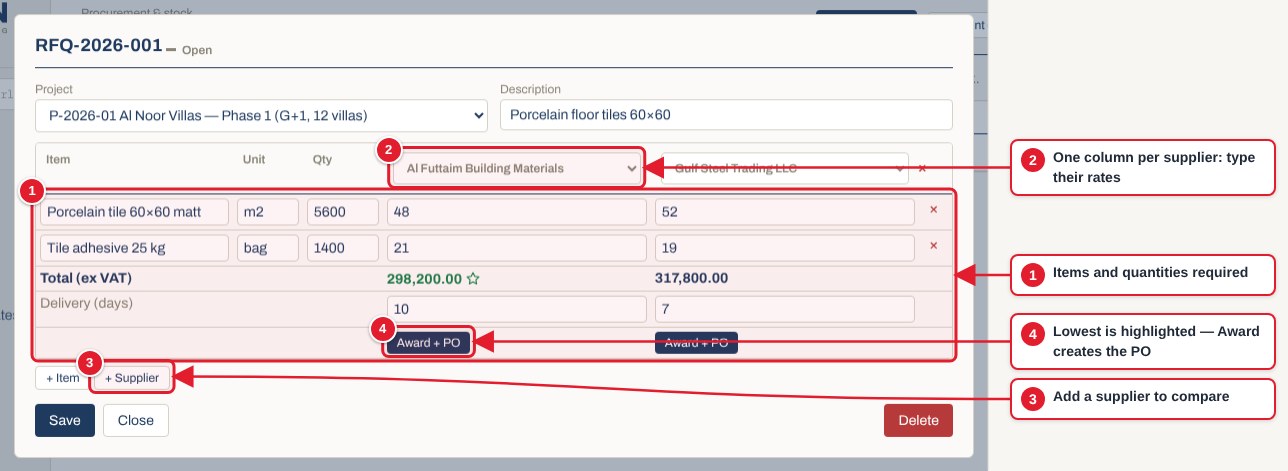 Procurement & stock
RFQ-2026-001 – Open
Project
Description
P-2026-01 Al Noor Villas — Phase 1 (G+1, 12 villas)
Porcelain floor tiles 60×60
Item Unit Qty
2
Al Futtaim Building Materials
Gulf Steel Trading LLC
×
1
Porcelain tile 60×60 matt m2 5600 48 52 ×
Tile adhesive 25 kg bag 1400 21 19 ×
Total (ex VAT) 298,200.00 ☆ 317,800.00
Delivery (days) 10 7
4
Award + PO
Award + PO
3
+ Item
+ Supplier
Save
Close
Delete
2 One column per supplier: type
their rates
1 Items and quantities required
4 Lowest is highlighted — Award
creates the PO
3 Add a supplier to compare